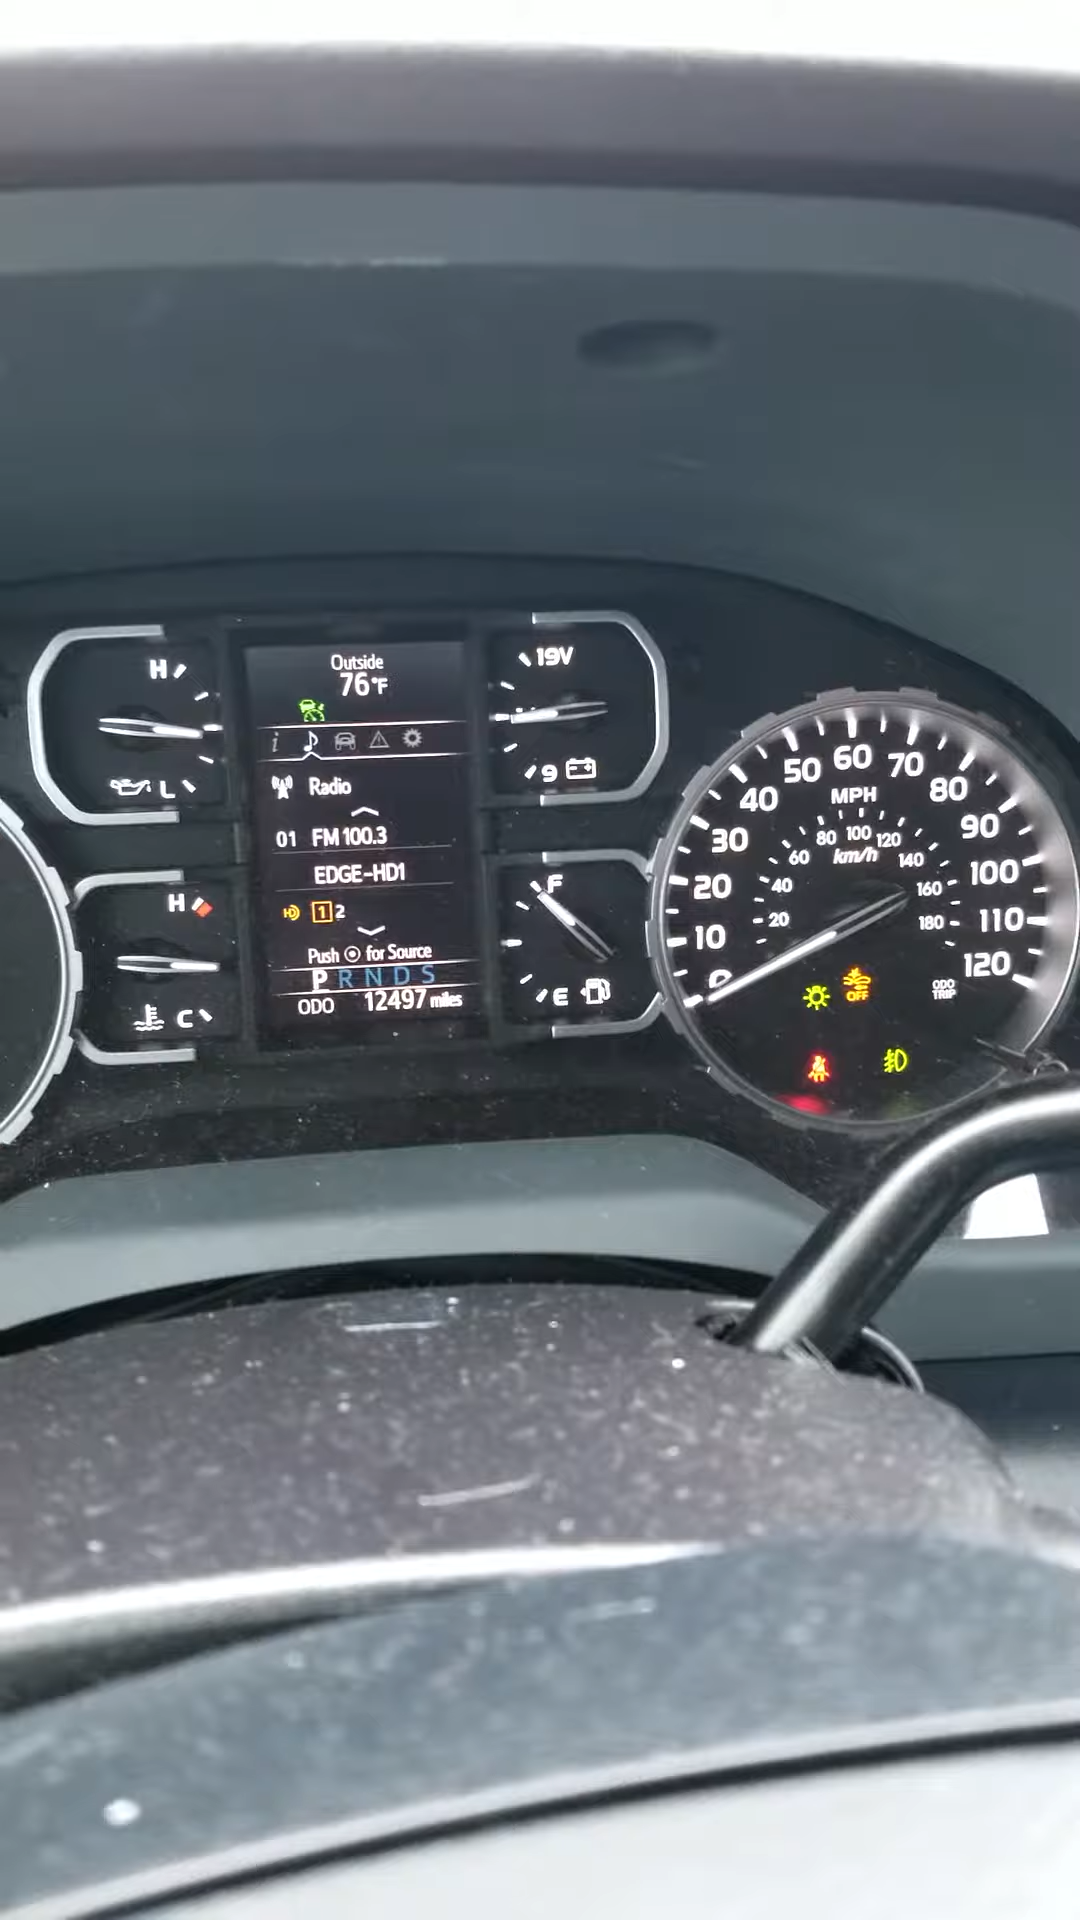 H
L
Outside
76°F
i
Radio
01 FM 100.3
EDGE-HD1
HD 1 2
Push for Source
P R N D S
ODO 12497 miles
19V
9
H
C
F
E
0 10 20 30 40 50 60 70 80 90 100 110 120
MPH
20 40 60 80 100 120 140 160 180
km/h
OFF
ODO
TRIP